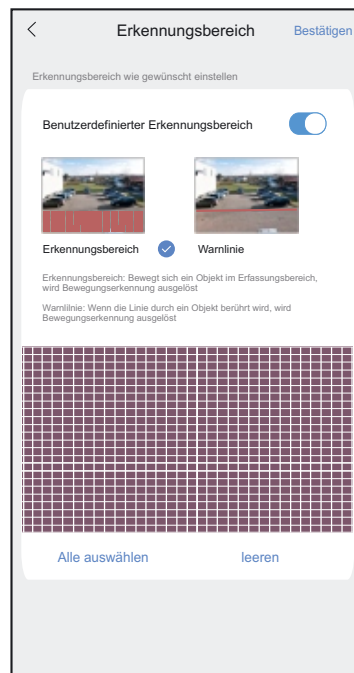 Erkennungsbereich Bestätigen
Erkennungsbereich wie gewünscht einstellen
Benutzerdefinierter Erkennungsbereich
Erkennungsbereich Warnlinie
Erkennungsbereich: Bewegt sich ein Objekt im Erfassungsbereich,
wird Bewegungserkennung ausgelöst
Warnlilnie: Wenn die Linie durch ein Objekt berührt wird, wird
Bewegungserkennung ausgelöst
Alle auswählen leeren